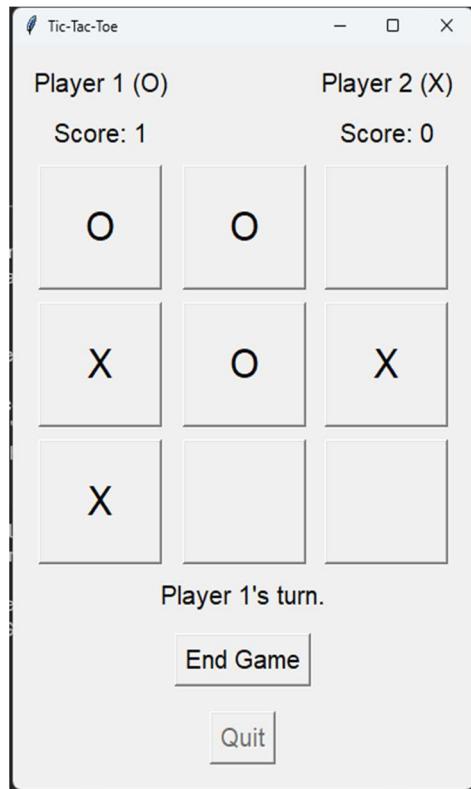 Tic-Tac-Toe
Player 1 (O) Player 2 (X)
Score: 1 Score: 0
O O
X O X
X
Player 1's turn.
End Game
Quit